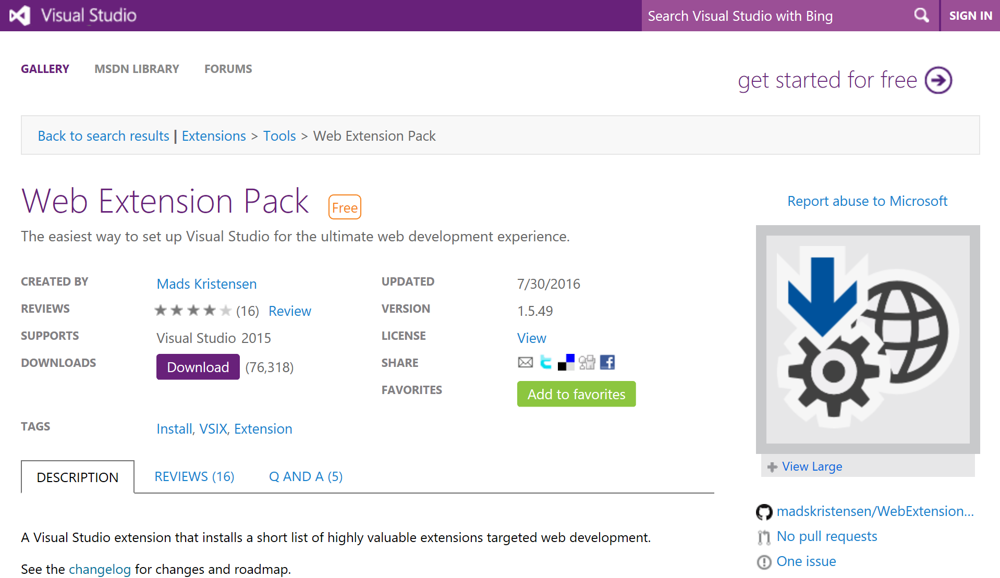 Visual Studio
Search Visual Studio with Bing
SIGN IN
GALLERY MSDN LIBRARY FORUMS
get started for free
Back to search results | Extensions > Tools > Web Extension Pack
Web Extension Pack Free
The easiest way to set up Visual Studio for the ultimate web development experience.
Report abuse to Microsoft
CREATED BY Mads Kristensen
REVIEWS (16) Review
SUPPORTS Visual Studio 2015
DOWNLOADS Download (76,318)
UPDATED 7/30/2016
VERSION 1.5.49
LICENSE View
SHARE
FAVORITES Add to favorites
TAGS Install, VSIX, Extension
View Large
DESCRIPTION REVIEWS (16) Q AND A (5)
A Visual Studio extension that installs a short list of highly valuable extensions targeted web development.
See the changelog for changes and roadmap.
madskristensen/WebExtension...
No pull requests
One issue